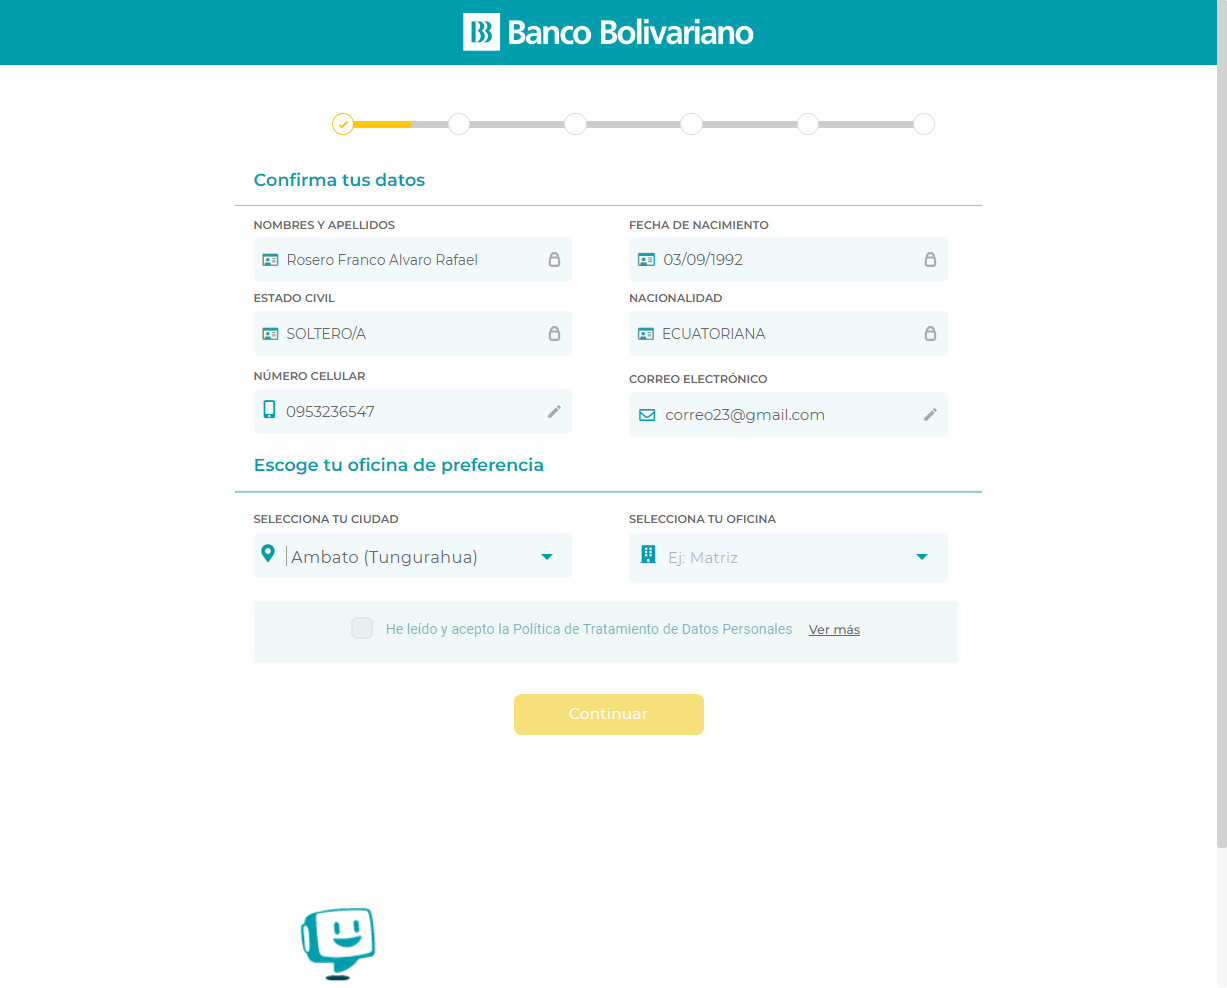 Banco Bolivariano
Confirma tus datos
NOMBRES Y APELLIDOS
Rosero Franco Alvaro Rafael
FECHA DE NACIMIENTO
03/09/1992
ESTADO CIVIL
SOLTERO/A
NACIONALIDAD
ECUATORIANA
NÚMERO CELULAR
0953236547
CORREO ELECTRÓNICO
correo23@gmail.com
Escoge tu oficina de preferencia
SELECCIONA TU CIUDAD
Ambato (Tungurahua)
SELECCIONA TU OFICINA
Ej: Matriz
He leído y acepto la Política de Tratamiento de Datos Personales Ver más
Continuar